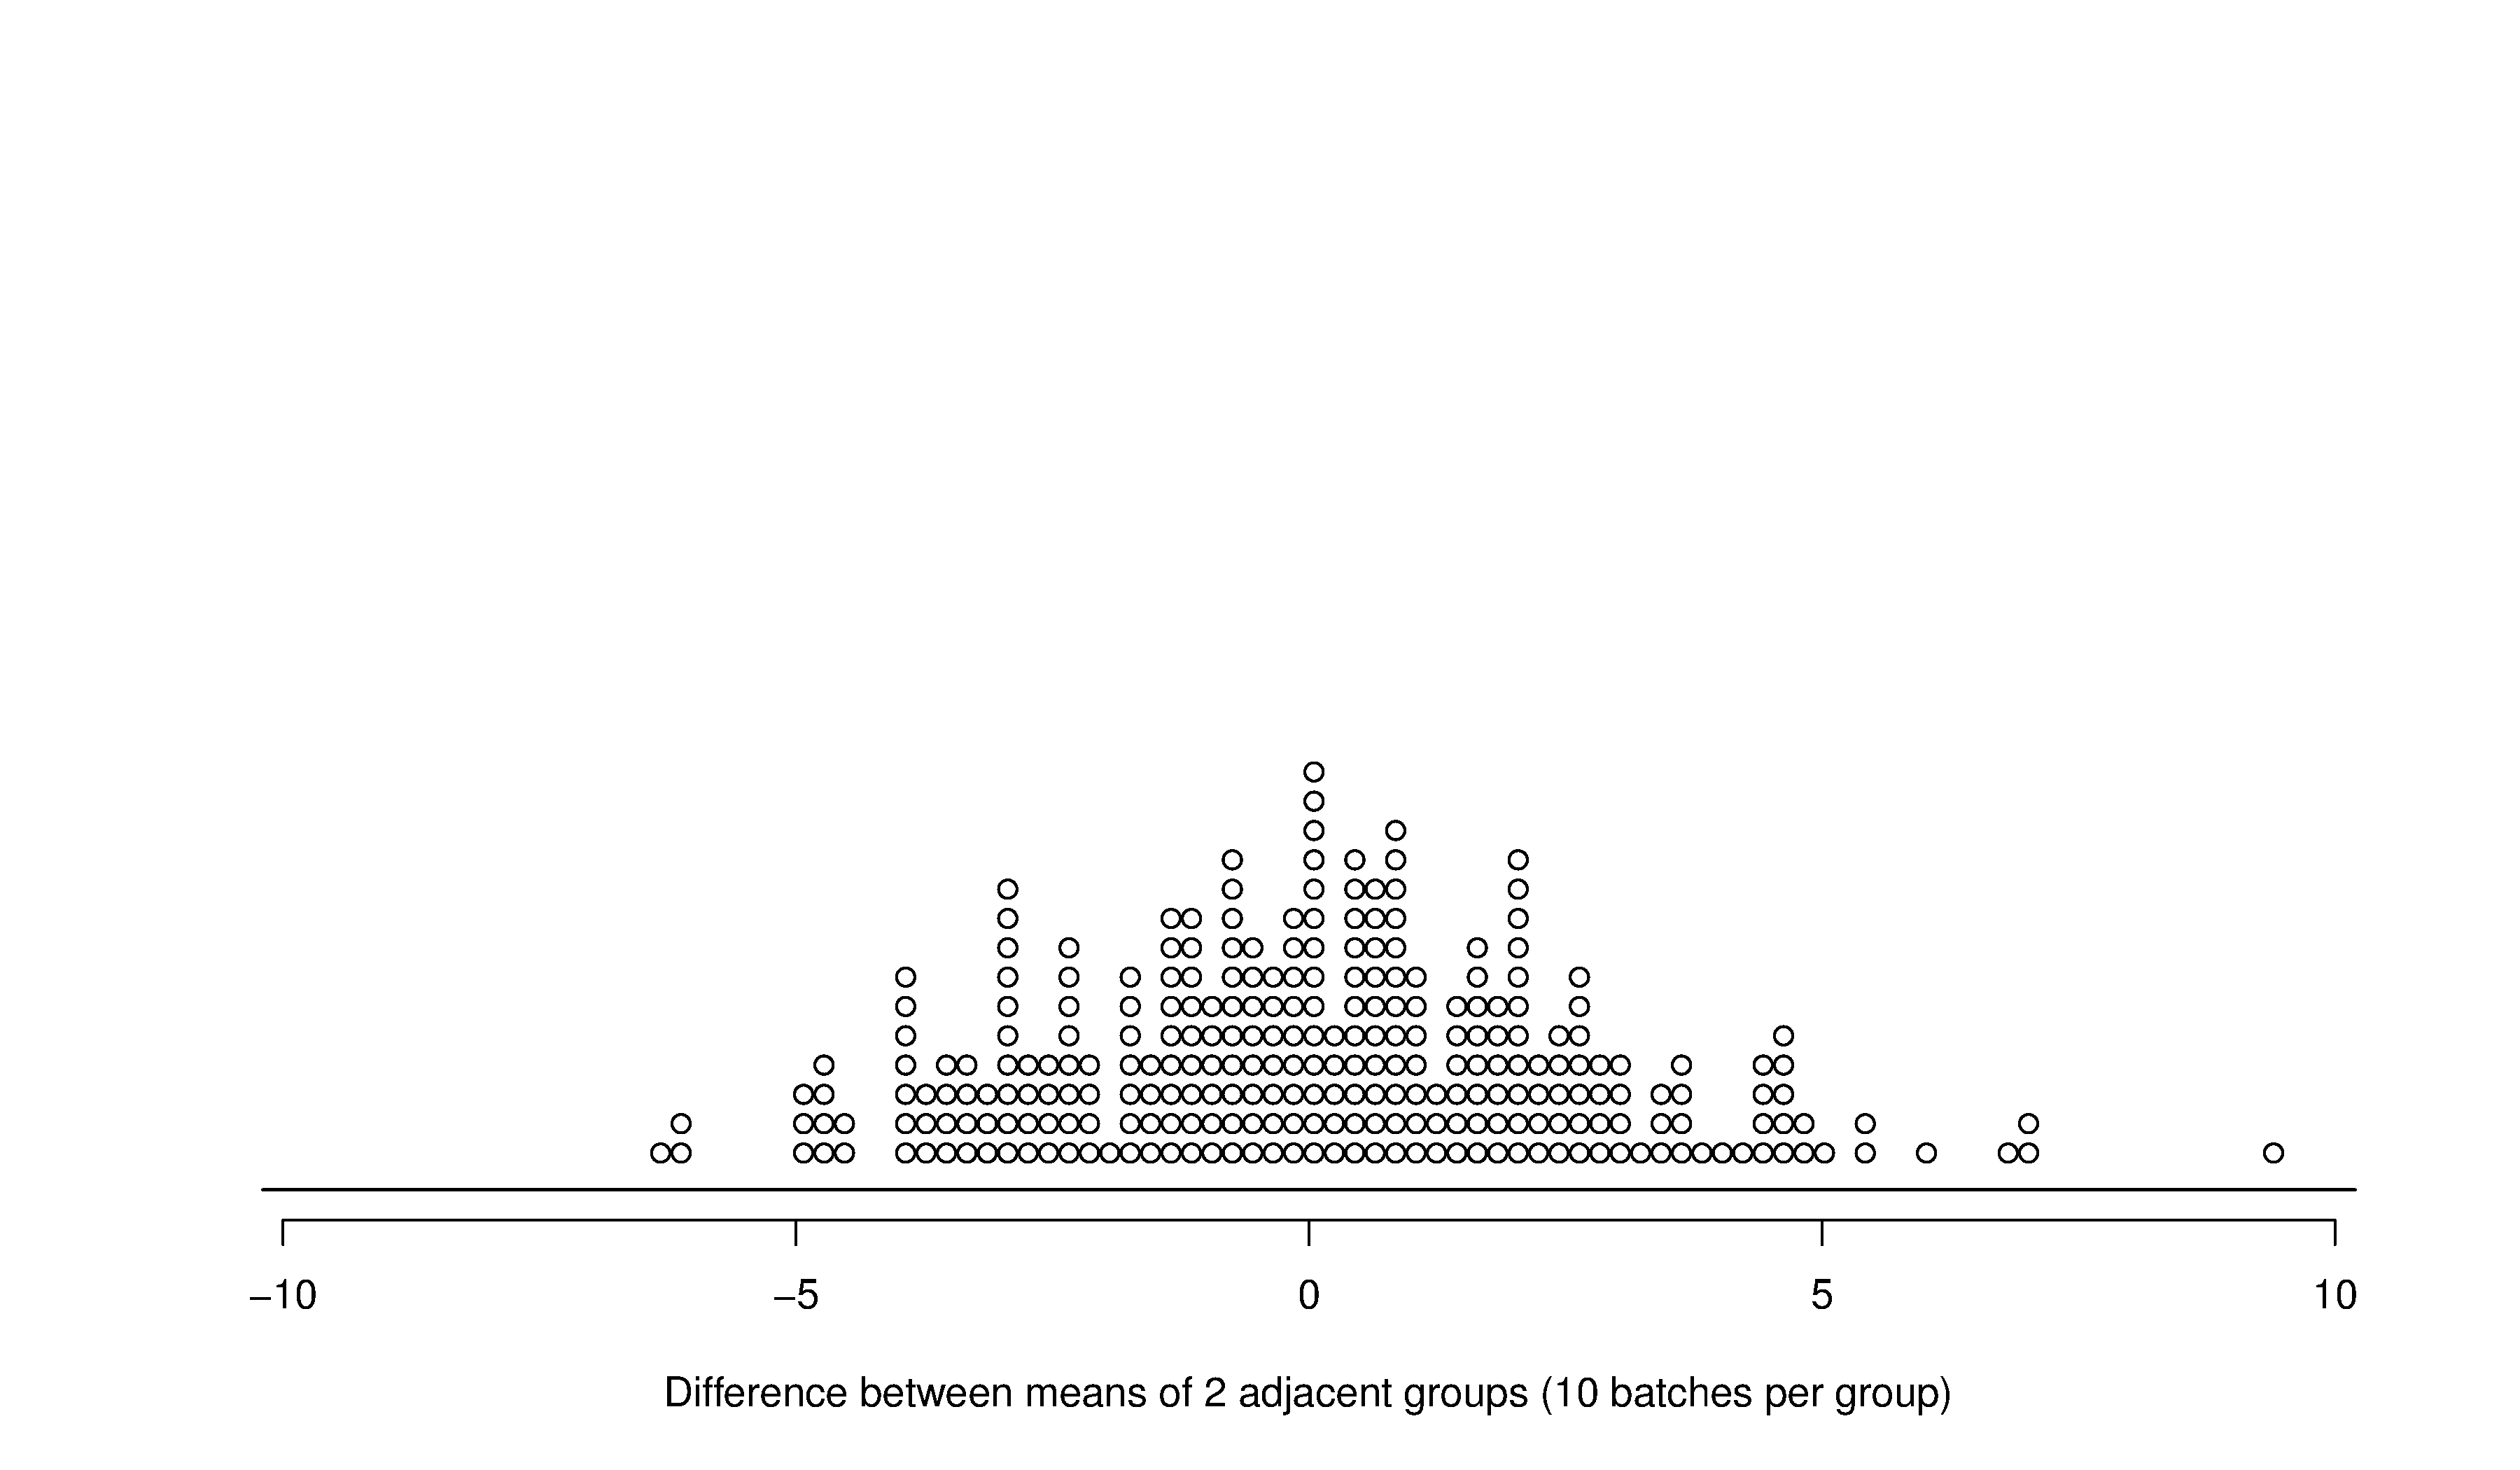 −10 −5 0 5 10
Difference between means of 2 adjacent groups (10 batches per group)